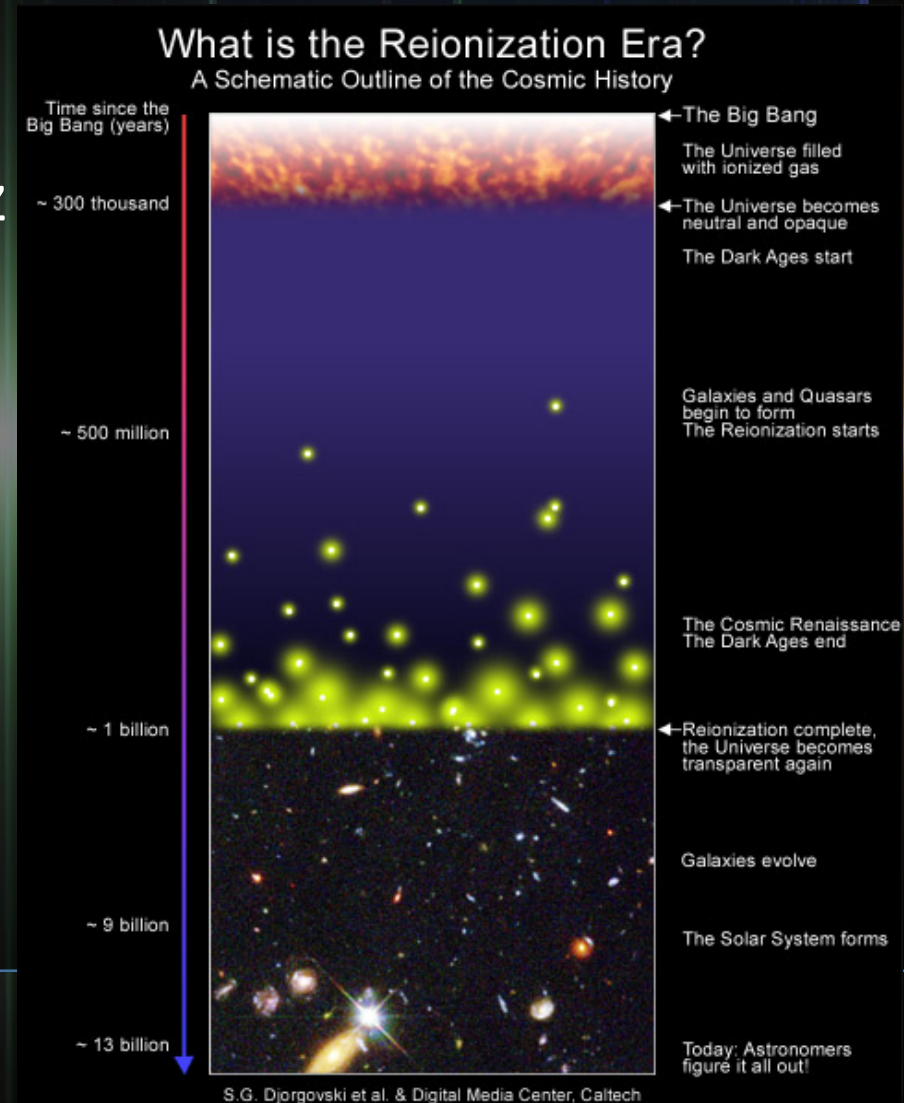 What is the Reionization Era?
A Schematic Outline of the Cosmic History
Time since the
Big Bang (years)
←The Big Bang
The Universe filled
with ionized gas
~ 300 thousand
←The Universe becomes
neutral and opaque
The Dark Ages start
Galaxies and Quasars
begin to form
The Reionization starts
~ 500 million
The Cosmic Renaissance
The Dark Ages end
~ 1 billion
←Reionization complete,
the Universe becomes
transparent again
Galaxies evolve
~ 9 billion
The Solar System forms
~ 13 billion
Today: Astronomers
figure it all out!
S.G. Djorgovski et al. & Digital Media Center, Caltech